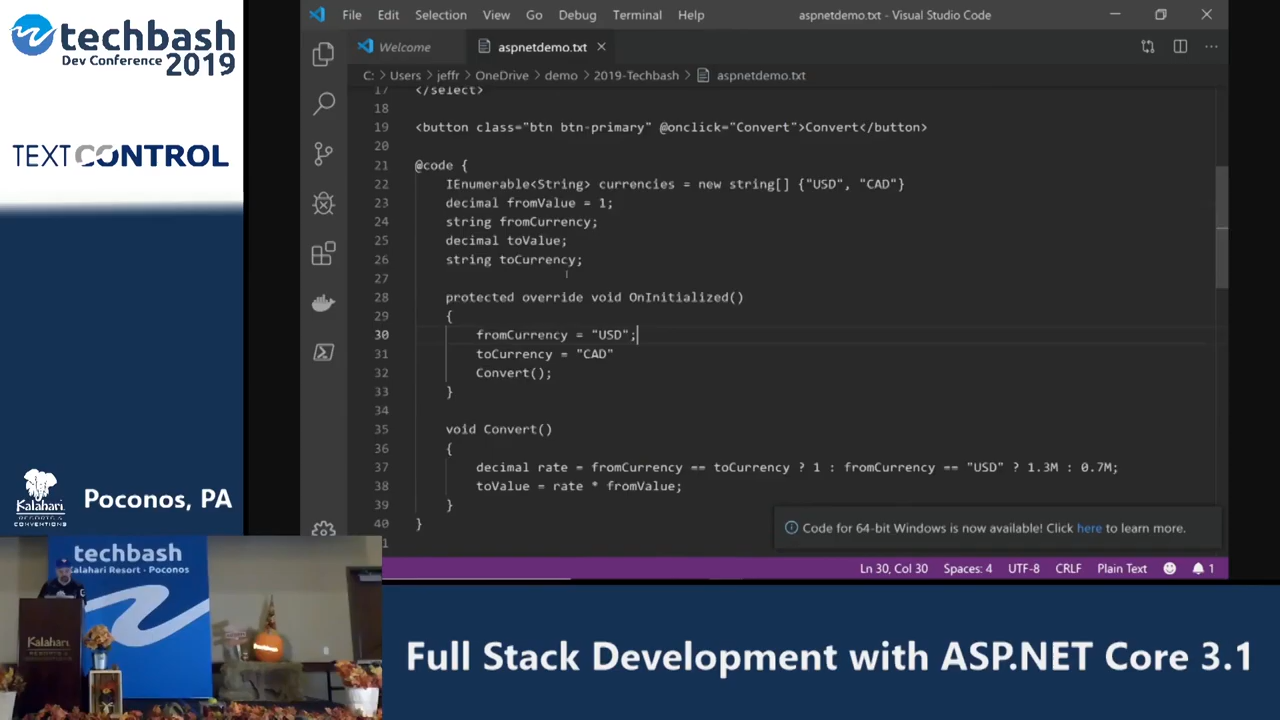 techbash
Dev Conference 2019
TEXT CONTROL
Kalahari
RESORTS &
CONVENTIONS
Poconos, PA
File Edit Selection View Go Debug Terminal Help
aspnetdemo.txt - Visual Studio Code
Welcome
aspnetdemo.txt
C: > Users > jeffr > OneDrive > demo > 2019-Techbash > aspnetdemo.txt
17 </select>
18
19 <button class="btn btn-primary" @onclick="Convert">Convert</button>
20
21 @code {
22 IEnumerable<String> currencies = new string[] {"USD", "CAD"}
23 decimal fromValue = 1;
24 string fromCurrency;
25 decimal toValue;
26 string toCurrency;
27
28 protected override void OnInitialized()
29 {
30 fromCurrency = "USD";
31 toCurrency = "CAD"
32 Convert();
33 }
34
35 void Convert()
36 {
37 decimal rate = fromCurrency == toCurrency ? 1 : fromCurrency == "USD" ? 1.3M : 0.7M;
38 toValue = rate * fromValue;
39 }
40 }
Code for 64-bit Windows is now available! Click here to learn more.
Ln 30, Col 30 Spaces: 4 UTF-8 CRLF Plain Text 1
techbash
Kalahari Resort · Poconos
Kalahari
Full Stack Development with ASP.NET Core 3.1